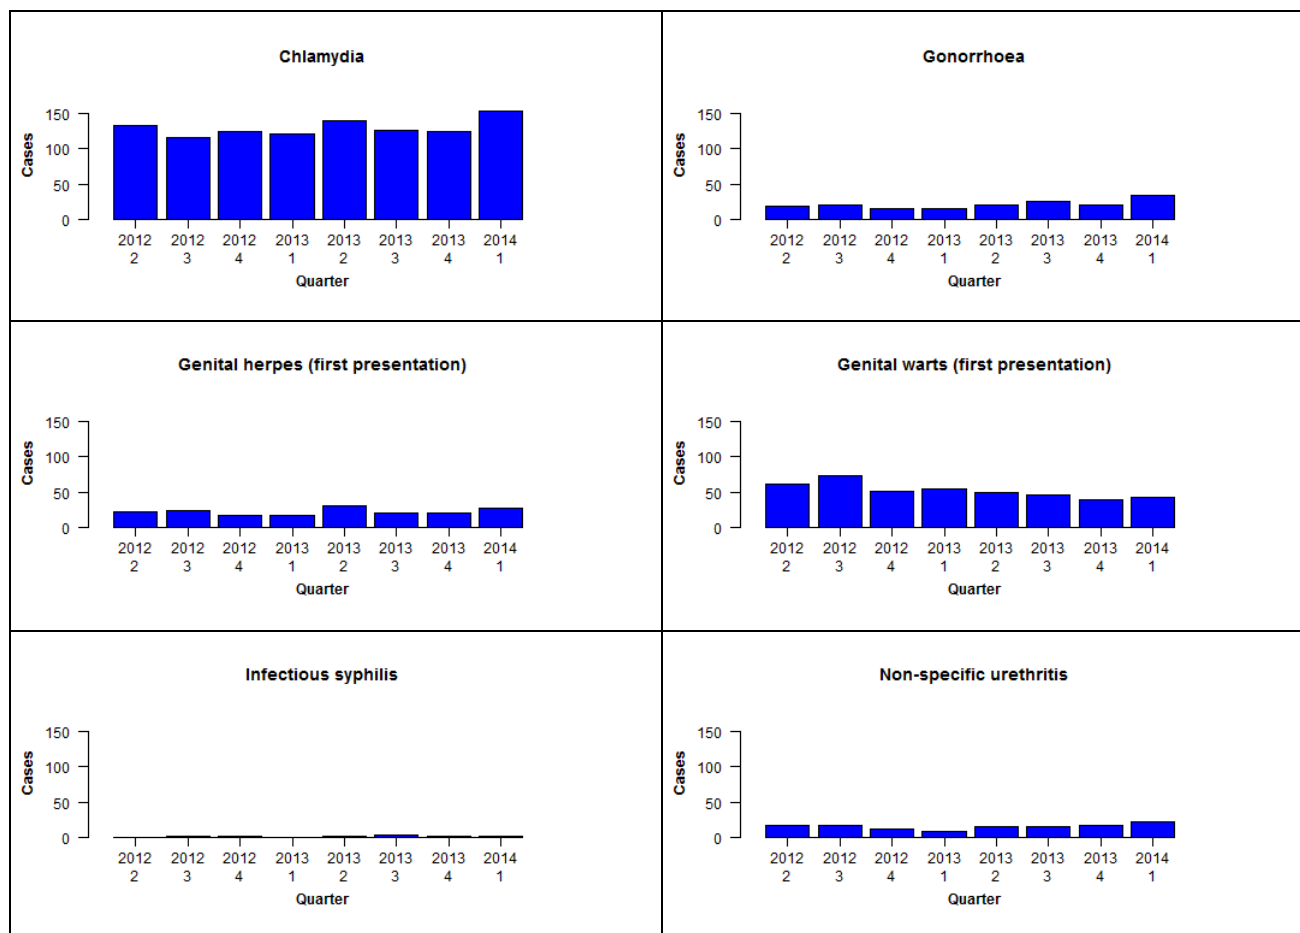 Chlamydia
Cases
150
100
50
0
2012 2012 2012 2013 2013 2013 2013 2014
2 3 4 1 2 3 4 1
Quarter
Gonorrhoea
Cases
150
100
50
0
2012 2012 2012 2013 2013 2013 2013 2014
2 3 4 1 2 3 4 1
Quarter
Genital herpes (first presentation)
Cases
150
100
50
0
2012 2012 2012 2013 2013 2013 2013 2014
2 3 4 1 2 3 4 1
Quarter
Genital warts (first presentation)
Cases
150
100
50
0
2012 2012 2012 2013 2013 2013 2013 2014
2 3 4 1 2 3 4 1
Quarter
Infectious syphilis
Cases
150
100
50
0
2012 2012 2012 2013 2013 2013 2013 2014
2 3 4 1 2 3 4 1
Quarter
Non-specific urethritis
Cases
150
100
50
0
2012 2012 2012 2013 2013 2013 2013 2014
2 3 4 1 2 3 4 1
Quarter